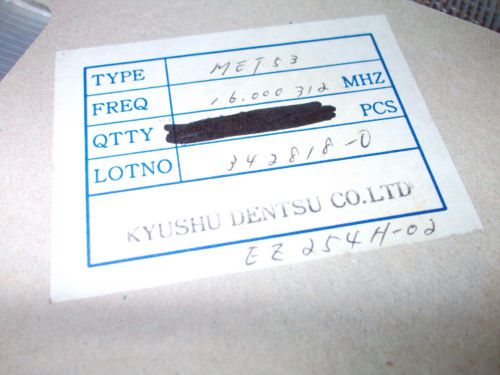 TYPE MET53
FREQ 16.000312 MHZ
QTTY PCS
LOTNO 342818-0
KYUSHU DENTSU CO.LTD
EZ254H-02